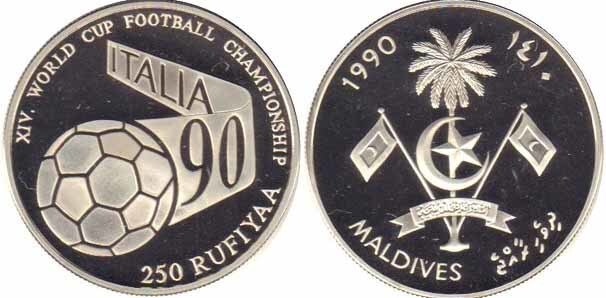 XIV. WORLD CUP FOOTBALL CHAMPIONSHIP
ITALIA
90
250 RUFIYAA
1990
١٤١٠
MALDIVES